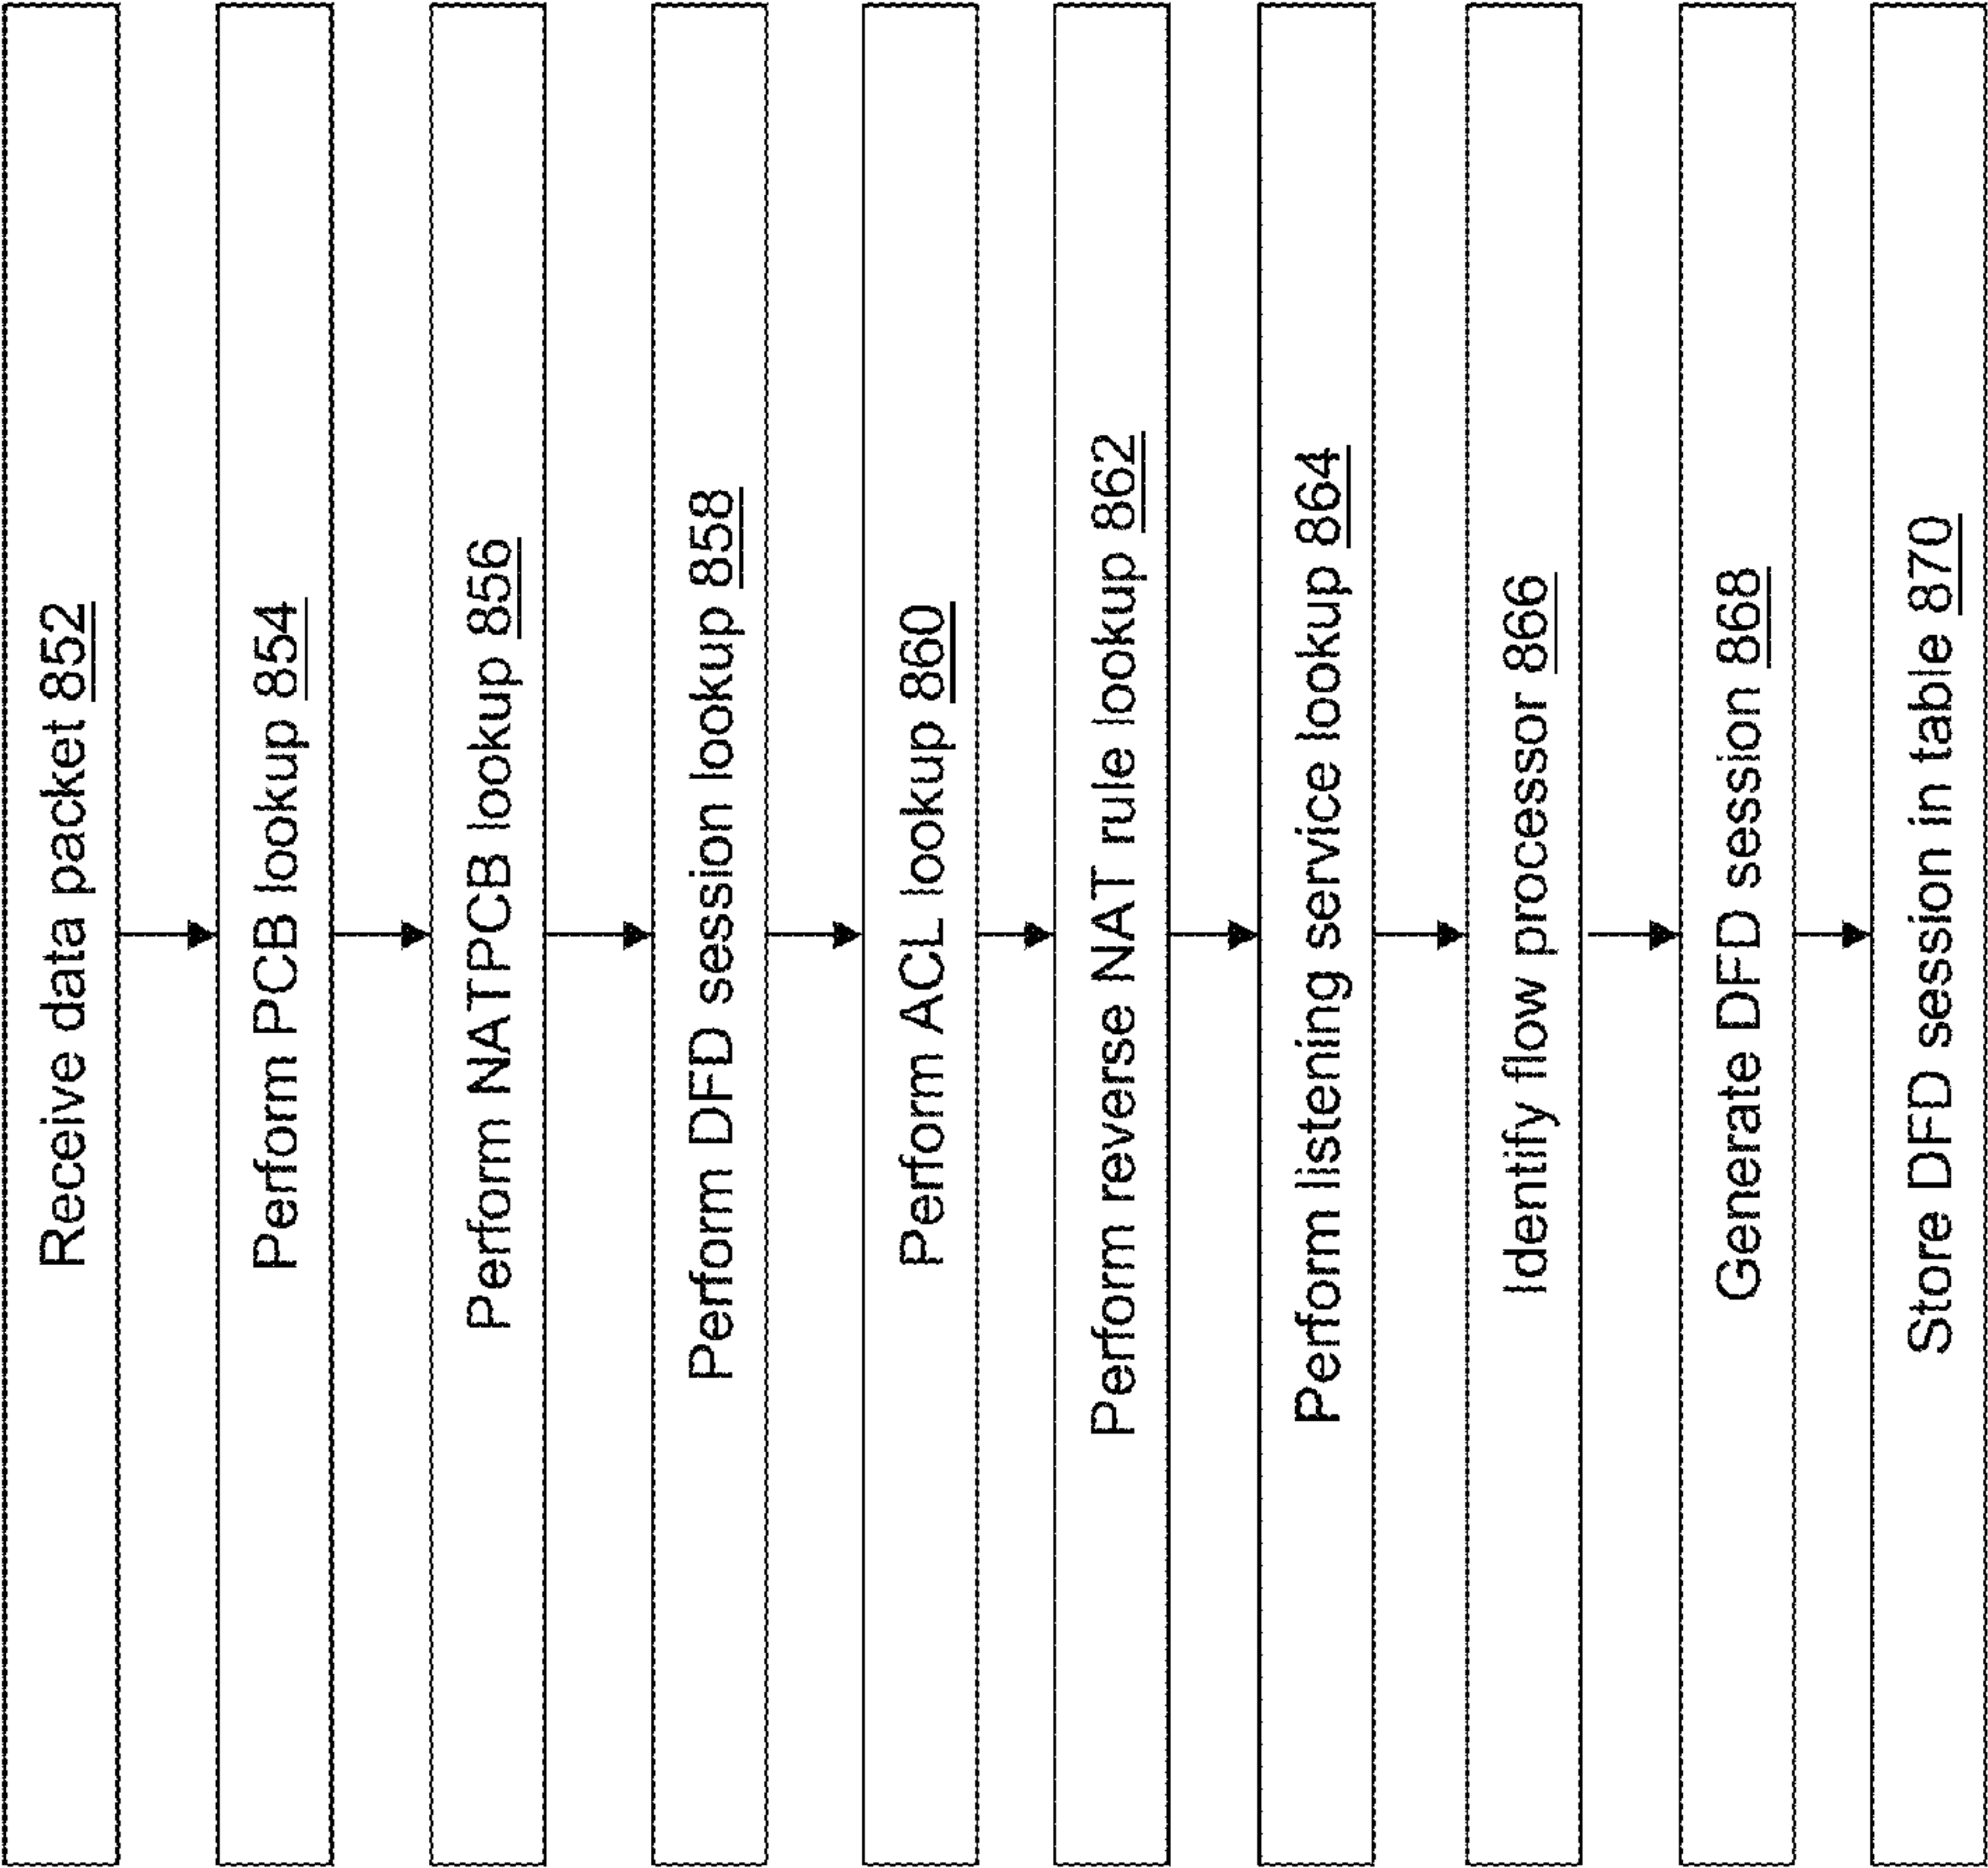 Receive data packet 852
Perform PCB lookup 854
Perform NATPCB lookup 856
Perform DFD session lookup 858
Perform ACL lookup 860
Perform reverse NAT rule lookup 862
Perform listening service lookup 864
Identify flow processor 866
Generate DFD session 868
Store DFD session in table 870